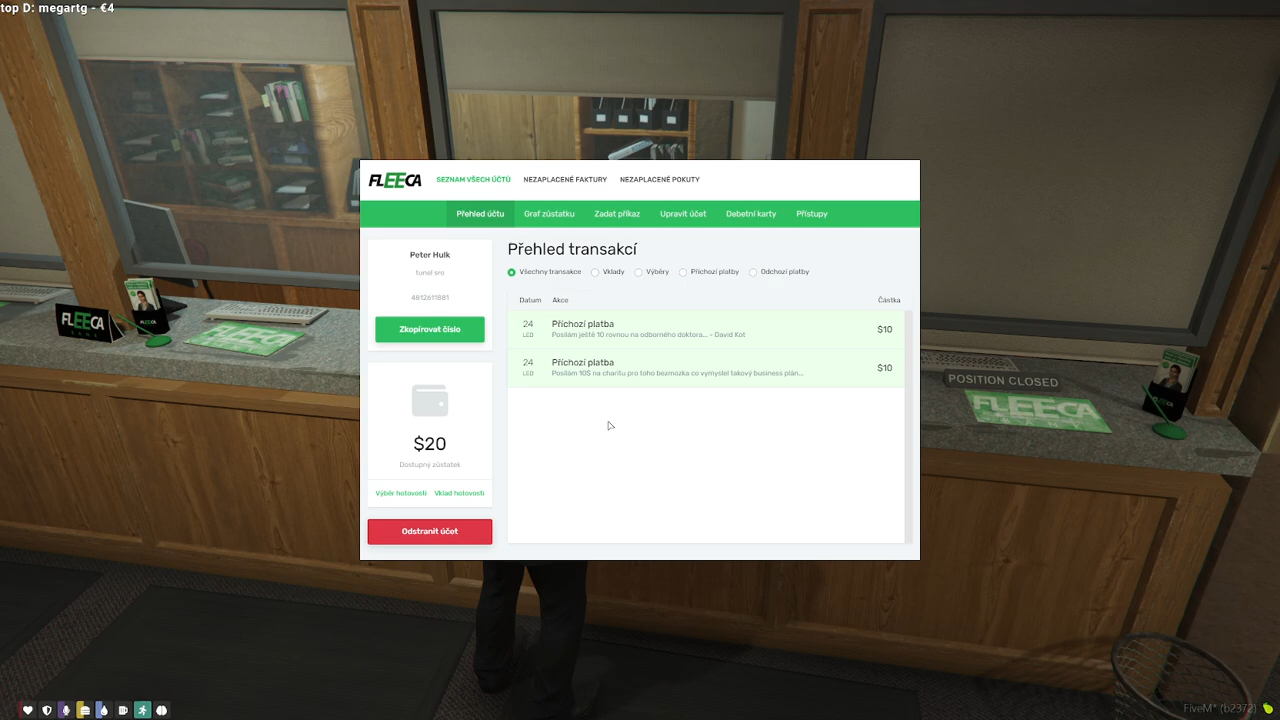 top D: megartg - €4
FLEECA
SEZNAM VŠECH ÚČTŮ
NEZAPLACENÉ FAKTURY
NEZAPLACENÉ POKUTY
Přehled účtu
Graf zůstatku
Zadat příkaz
Upravit účet
Debetní karty
Přístupy
Peter Hulk
tunel sro
4812611881
Zkopírovat číslo
$20
Dostupný zůstatek
Výběr hotovosti
Vklad hotovosti
Odstranit účet
Přehled transakcí
Všechny transakce
Vklady
Výběry
Příchozí platby
Odchozí platby
Datum
Akce
Částka
24
LED
Příchozí platba
Posílám ještě 10 rovnou na odborného doktora... - David Kot
$10
24
LED
Příchozí platba
Posílám 10$ na charitu pro toho bezmozka co vymyslel takový business plán...
$10
FLEECA
FLEECA
POSITION CLOSED
FLEECA
FiveM* (b2372)